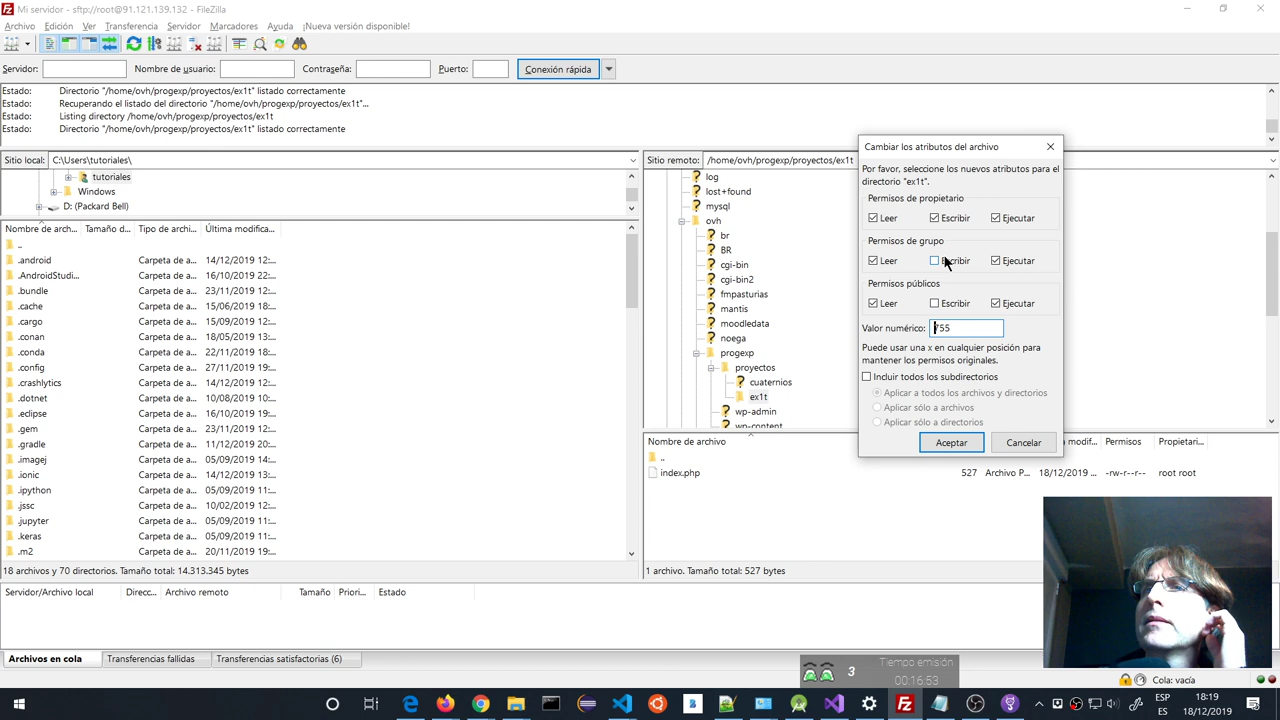 Mi servidor - sftp://root@91.121.139.132 - FileZilla
Archivo Edición Ver Transferencia Servidor Marcadores Ayuda ¡Nueva versión disponible!
Servidor: Nombre de usuario: Contraseña: Puerto: Conexión rápida
Estado: Directorio "/home/ovh/progexp/proyectos/ex1t" listado correctamente
Estado: Recuperando el listado del directorio "/home/ovh/progexp/proyectos/ex1t"...
Estado: Listing directory /home/ovh/progexp/proyectos/ex1t
Estado: Directorio "/home/ovh/progexp/proyectos/ex1t" listado correctamente
Sitio local: C:\Users\tutoriales\
tutoriales
Windows
D: (Packard Bell)
Nombre de arch... Tamaño d... Tipo de archi... Última modifica...
..
.android Carpeta de a... 14/12/2019 12:...
.AndroidStudi... Carpeta de a... 16/10/2019 22:...
.bundle Carpeta de a... 23/11/2019 12:...
.cache Carpeta de a... 15/06/2019 18:...
.cargo Carpeta de a... 15/09/2019 12:...
.conan Carpeta de a... 18/05/2019 13:...
.conda Carpeta de a... 22/11/2019 18:...
.config Carpeta de a... 27/11/2019 19:...
.crashlytics Carpeta de a... 14/12/2019 12:...
.dotnet Carpeta de a... 10/08/2019 10:...
.eclipse Carpeta de a... 16/10/2019 20:...
.gem Carpeta de a... 23/11/2019 12:...
.gradle Carpeta de a... 11/12/2019 20:...
.imagej Carpeta de a... 05/09/2019 14:...
.ionic Carpeta de a... 14/12/2019 13:...
.ipython Carpeta de a... 05/09/2019 11:...
.jssc Carpeta de a... 10/02/2019 12:...
.jupyter Carpeta de a... 05/09/2019 11:...
.keras Carpeta de a... 05/09/2019 11:...
.m2 Carpeta de a... 20/11/2019 19:...
18 archivos y 70 directorios. Tamaño total: 14.313.345 bytes
Sitio remoto: /home/ovh/progexp/proyectos/ex1t
log
lost+found
mysql
ovh
br
BR
cgi-bin
cgi-bin2
fmpasturias
mantis
moodledata
noega
progexp
proyectos
cuaternios
ex1t
wp-admin
wp-content
Nombre de archivo modif... Permisos Propietari...
..
index.php 527 Archivo P... 18/12/2019 ... -rw-r--r-- root root
1 archivo. Tamaño total: 527 bytes
Cambiar los atributos del archivo
Por favor, seleccione los nuevos atributos para el
directorio "ex1t".
Permisos de propietario
Leer Escribir Ejecutar
Permisos de grupo
Leer Escribir Ejecutar
Permisos públicos
Leer Escribir Ejecutar
Valor numérico: 755
Puede usar una x en cualquier posición para
mantener los permisos originales.
Incluir todos los subdirectorios
Aplicar a todos los archivos y directorios
Aplicar sólo a archivos
Aplicar sólo a directorios
Aceptar Cancelar
Servidor/Archivo local Direcc... Archivo remoto Tamaño Priori... Estado
Archivos en cola Transferencias fallidas Transferencias satisfactorias (6)
3 Tiempo emisión
00:16:53
Cola: vacía
ESP 18:19
ES 18/12/2019